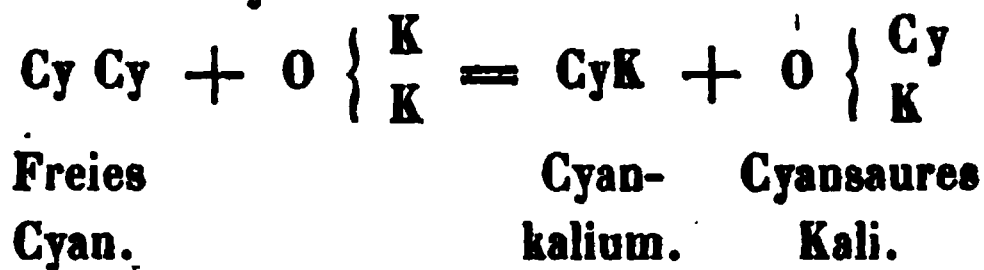 Cy Cy + O { K K = CyK + O { Cy K
Freies Cyan- Cyansaures
Cyan. kalium. Kali.